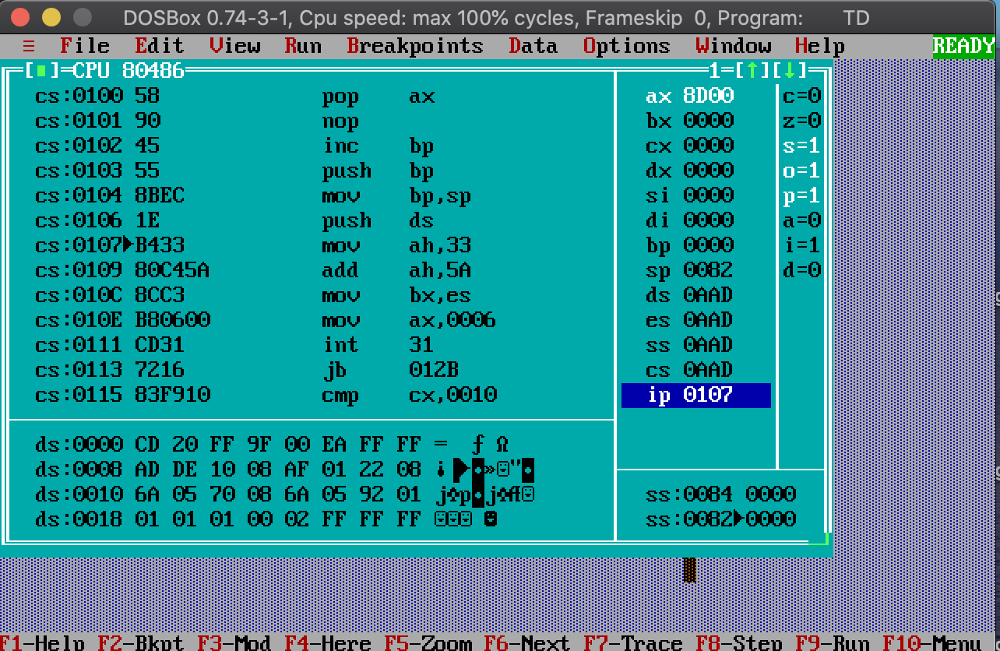 DOSBox 0.74-3-1, Cpu speed: max 100% cycles, Frameskip 0, Program: TD
≡ File Edit View Run Breakpoints Data Options Window Help READY
[■]=CPU 80486 1=[↑][↓]
cs:0100 58 pop ax ax 8D00 c=0
cs:0101 90 nop bx 0000 z=0
cs:0102 45 inc bp cx 0000 s=1
cs:0103 55 push bp dx 0000 o=1
cs:0104 8BEC mov bp,sp si 0000 p=1
cs:0106 1E push ds di 0000 a=0
cs:0107►B433 mov ah,33 bp 0000 i=1
cs:0109 80C45A add ah,5A sp 0082 d=0
cs:010C 8CC3 mov bx,es ds 0AAD
cs:010E B80600 mov ax,0006 es 0AAD
cs:0111 CD31 int 31 ss 0AAD
cs:0113 7216 jb 012B cs 0AAD
cs:0115 83F910 cmp cx,0010 ip 0107
ds:0000 CD 20 FF 9F 00 EA FF FF = ƒ Ω
ds:0008 AD DE 10 08 AF 01 22 08 ¡▐►◘»☺"◘
ds:0010 6A 05 70 08 6A 05 92 01 j♣p◘j♣Æ☺ ss:0084 0000
ds:0018 01 01 01 00 02 FF FF FF ☺☺☺ ☻ ss:0082►0000
F1-Help F2-Bkpt F3-Mod F4-Here F5-Zoom F6-Next F7-Trace F8-Step F9-Run F10-Menu